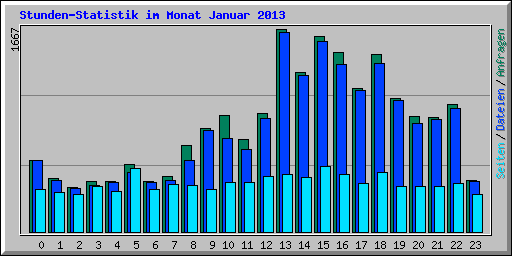 Stunden-Statistik im Monat Januar 2013
1667
Seiten / Dateien / Anfragen
0 1 2 3 4 5 6 7 8 9 10 11 12 13 14 15 16 17 18 19 20 21 22 23